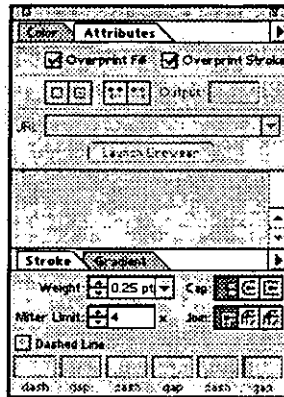 Color Attributes
Overprint Fill Overprint Stroke
Output:
URL
Launch Browser
Stroke Gradient
Weight: 0.25 pt Cap:
Miter Limit: 4 x Join:
Dashed Line
dash gap dash gap dash gap